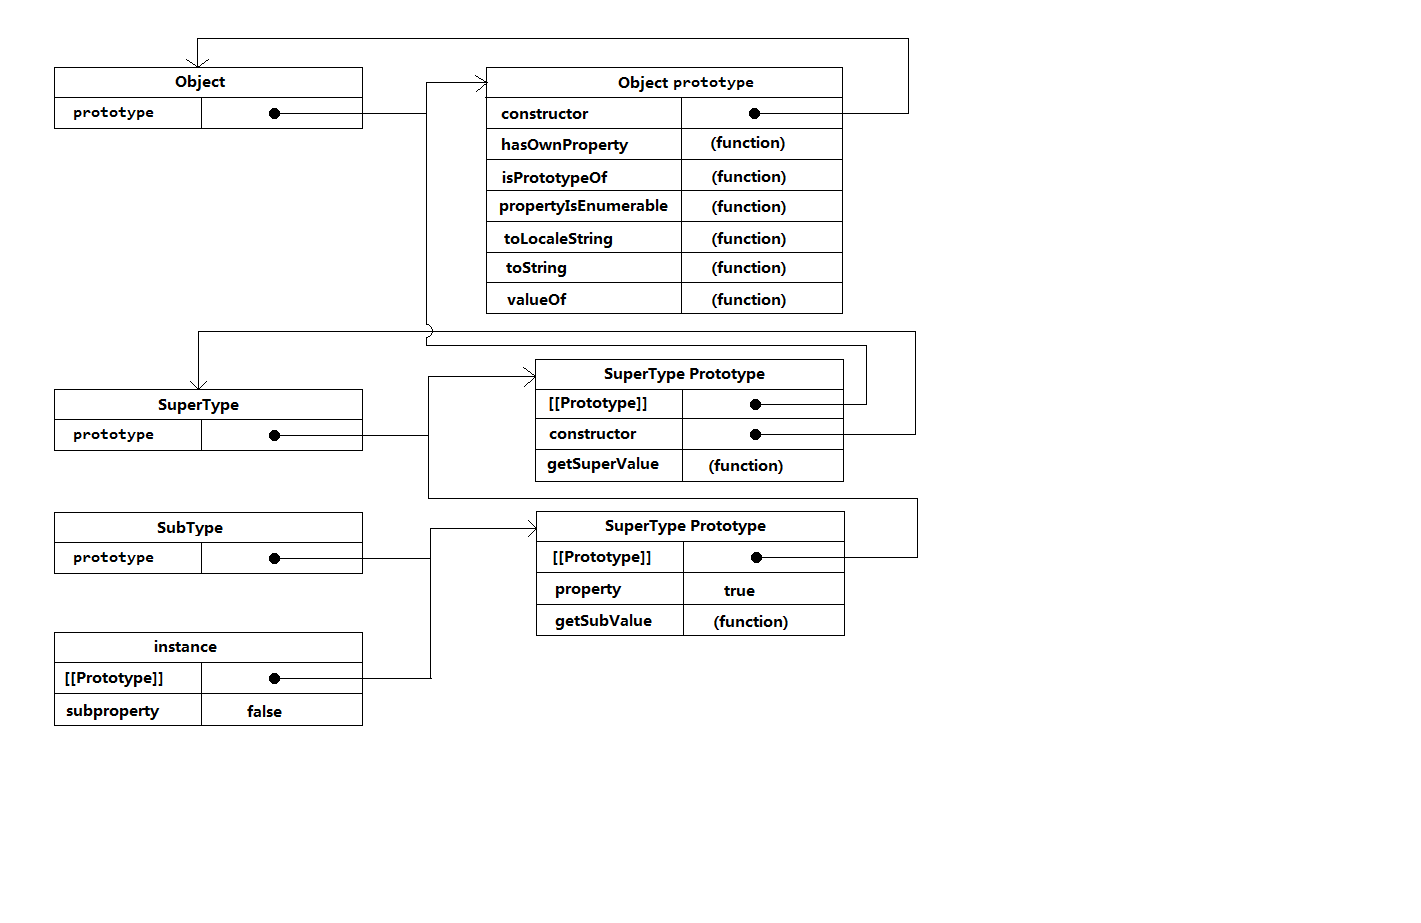 Object
prototype
Object prototype
constructor
hasOwnProperty (function)
isPrototypeOf (function)
propertyIsEnumerable (function)
toLocaleString (function)
toString (function)
valueOf (function)
SuperType
prototype
SuperType Prototype
[[Prototype]]
constructor
getSuperValue (function)
SubType
prototype
SuperType Prototype
[[Prototype]]
property true
getSubValue (function)
instance
[[Prototype]]
subproperty false